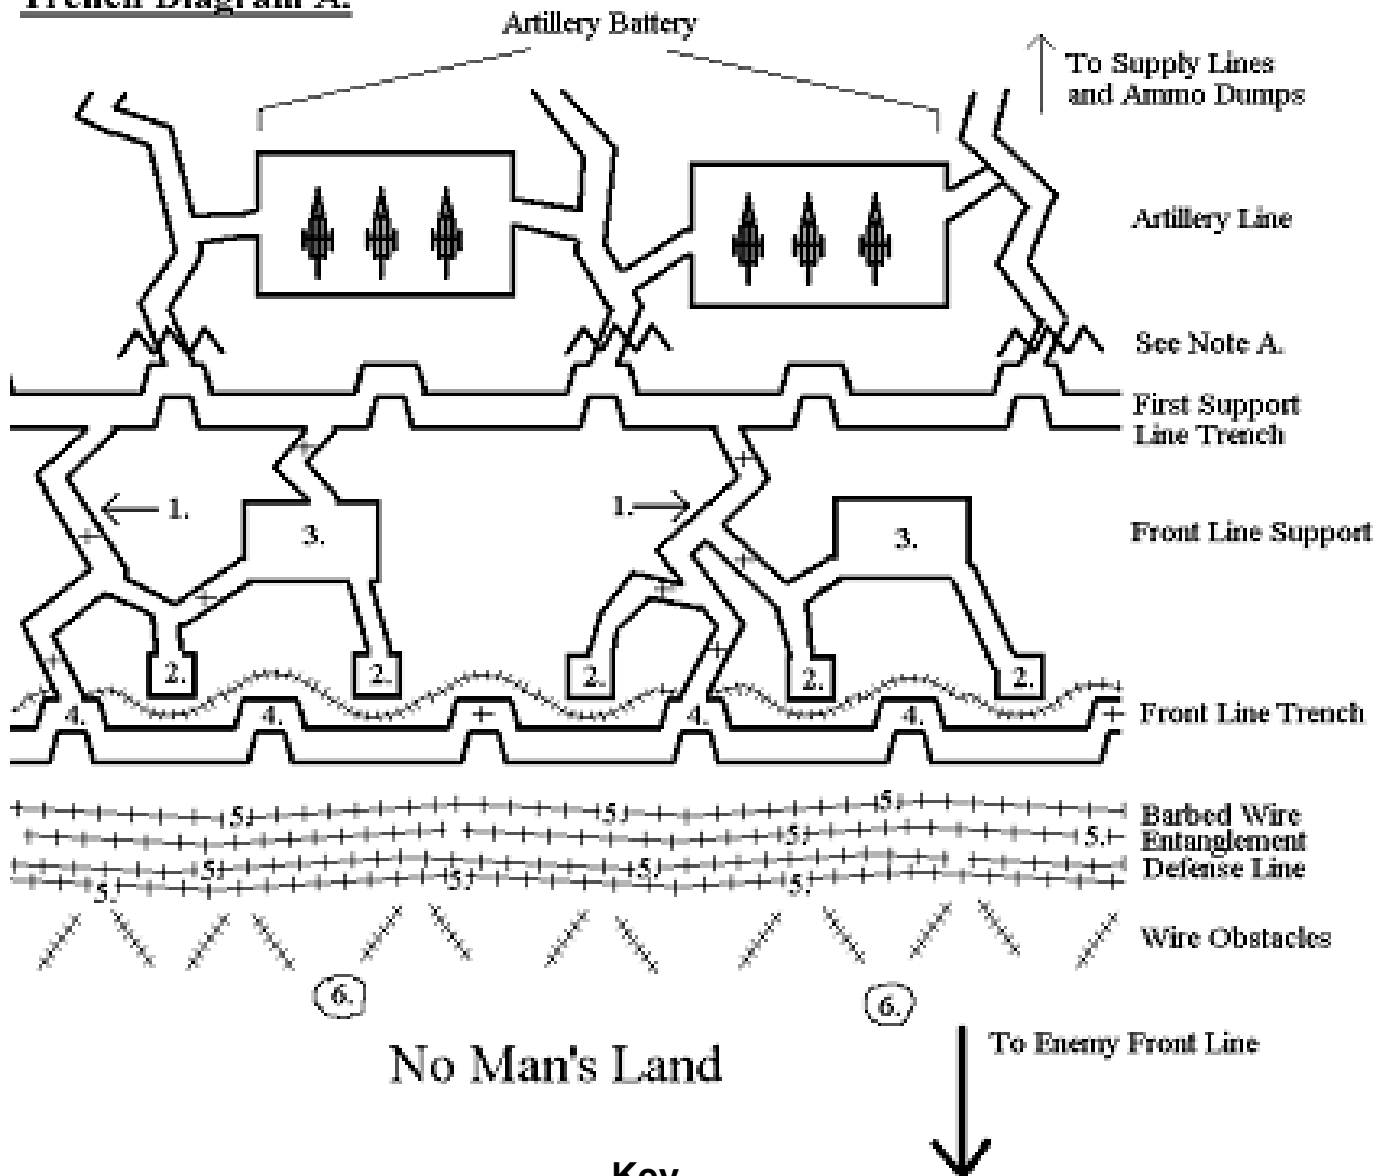 Trench Diagram A.
Artillery Battery
To Supply Lines
and Ammo Dumps
Artillery Line
See Note A.
First Support
Line Trench
1.
1.
Front Line Support
3.
3.
2.
2.
2.
2.
2.
4.
4.
4.
4.
Front Line Trench
5.
5.
5.
Barbed Wire
5.
5.
Entanglement
5.
5.
Defense Line
5.
5.
5.
Wire Obstacles
6.
6.
No Man's Land
To Enemy Front Line
Key